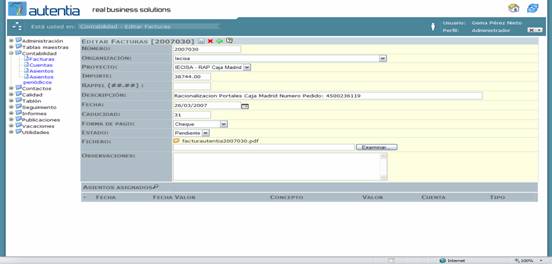 autentia real business solutions
Está usted en: Contabilidad - Editar Facturas
Usuario: Gema Pérez Nieto
Perfil: Administrador
Administración
Tablas maestras
Contabilidad
Facturas
Cuentas
Asientos
Asientos periódicos
Contactos
Calidad
Tablón
Seguimiento
Informes
Publicaciones
Vacaciones
Utilidades
Editar Facturas [2007030]
Número: 2007030
Organización: Iecisa
Proyecto: IECISA - RAP Caja Madrid
Importe: 38744.00
Rappel (##.##) :
Descripción: Racionalizacion Portales Caja Madrid Numero Pedido: 4500236119
Fecha: 26/03/2007
Caducidad: 31
Forma de pago: Cheque
Estado: Pendiente
Fichero: facturautentia2007030.pdf
Examinar...
Observaciones:
Asientos asignados
- Fecha Fecha Valor Concepto Valor Cuenta Tipo
Internet 100%